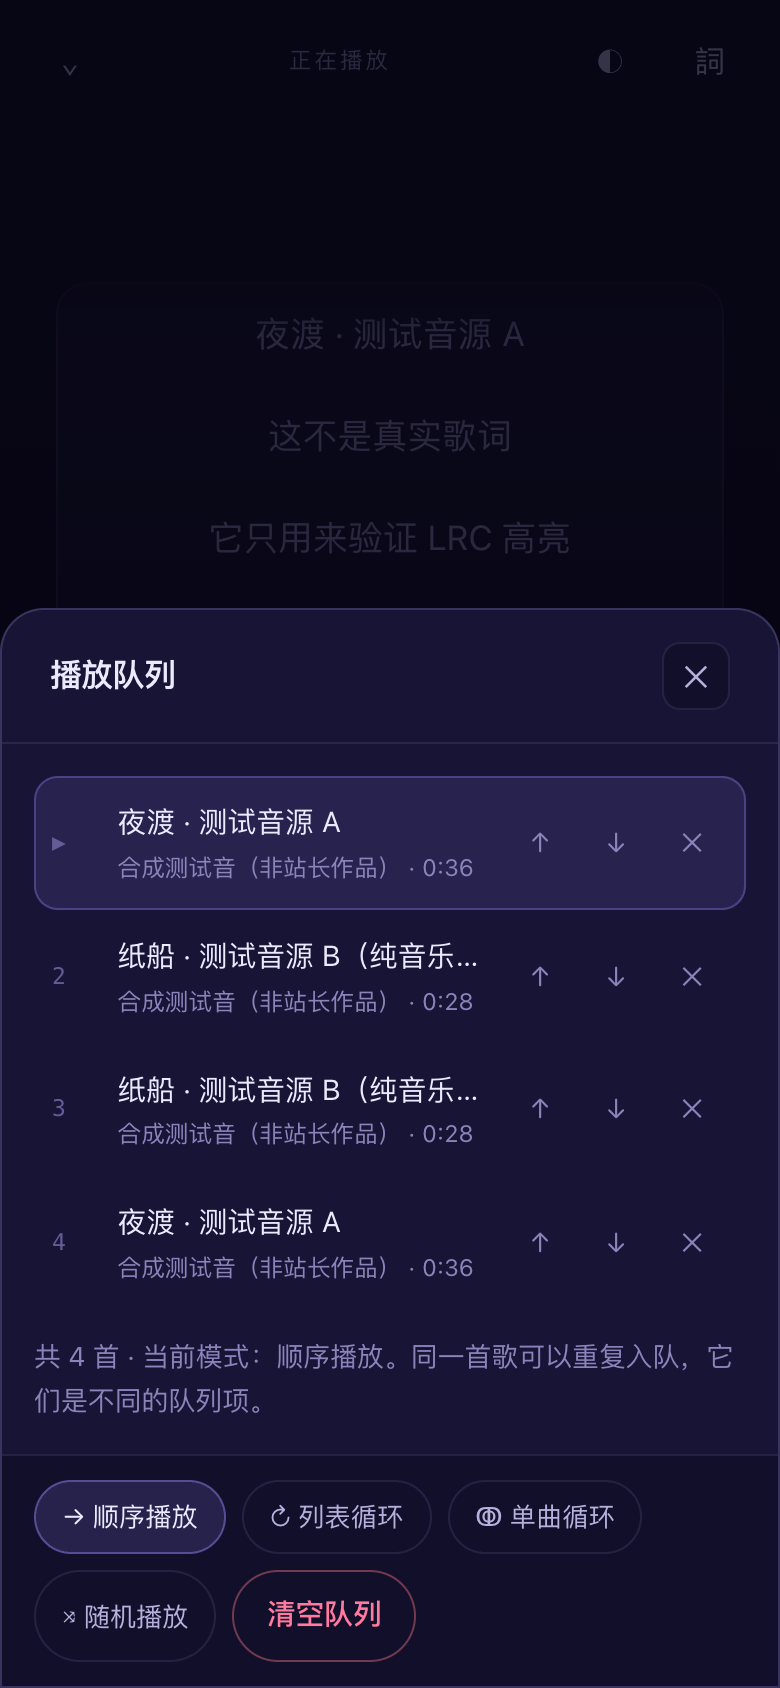 正在播放
詞
夜渡 · 测试音源 A
这不是真实歌词
它只用来验证 LRC 高亮
播放队列
夜渡 · 测试音源 A
合成测试音（非站长作品） · 0:36
2
纸船 · 测试音源 B（纯音乐…
合成测试音（非站长作品） · 0:28
3
纸船 · 测试音源 B（纯音乐…
合成测试音（非站长作品） · 0:28
4
夜渡 · 测试音源 A
合成测试音（非站长作品） · 0:36
共 4 首 · 当前模式：顺序播放。同一首歌可以重复入队，它
们是不同的队列项。
→ 顺序播放 ↻ 列表循环 单曲循环
随机播放 清空队列